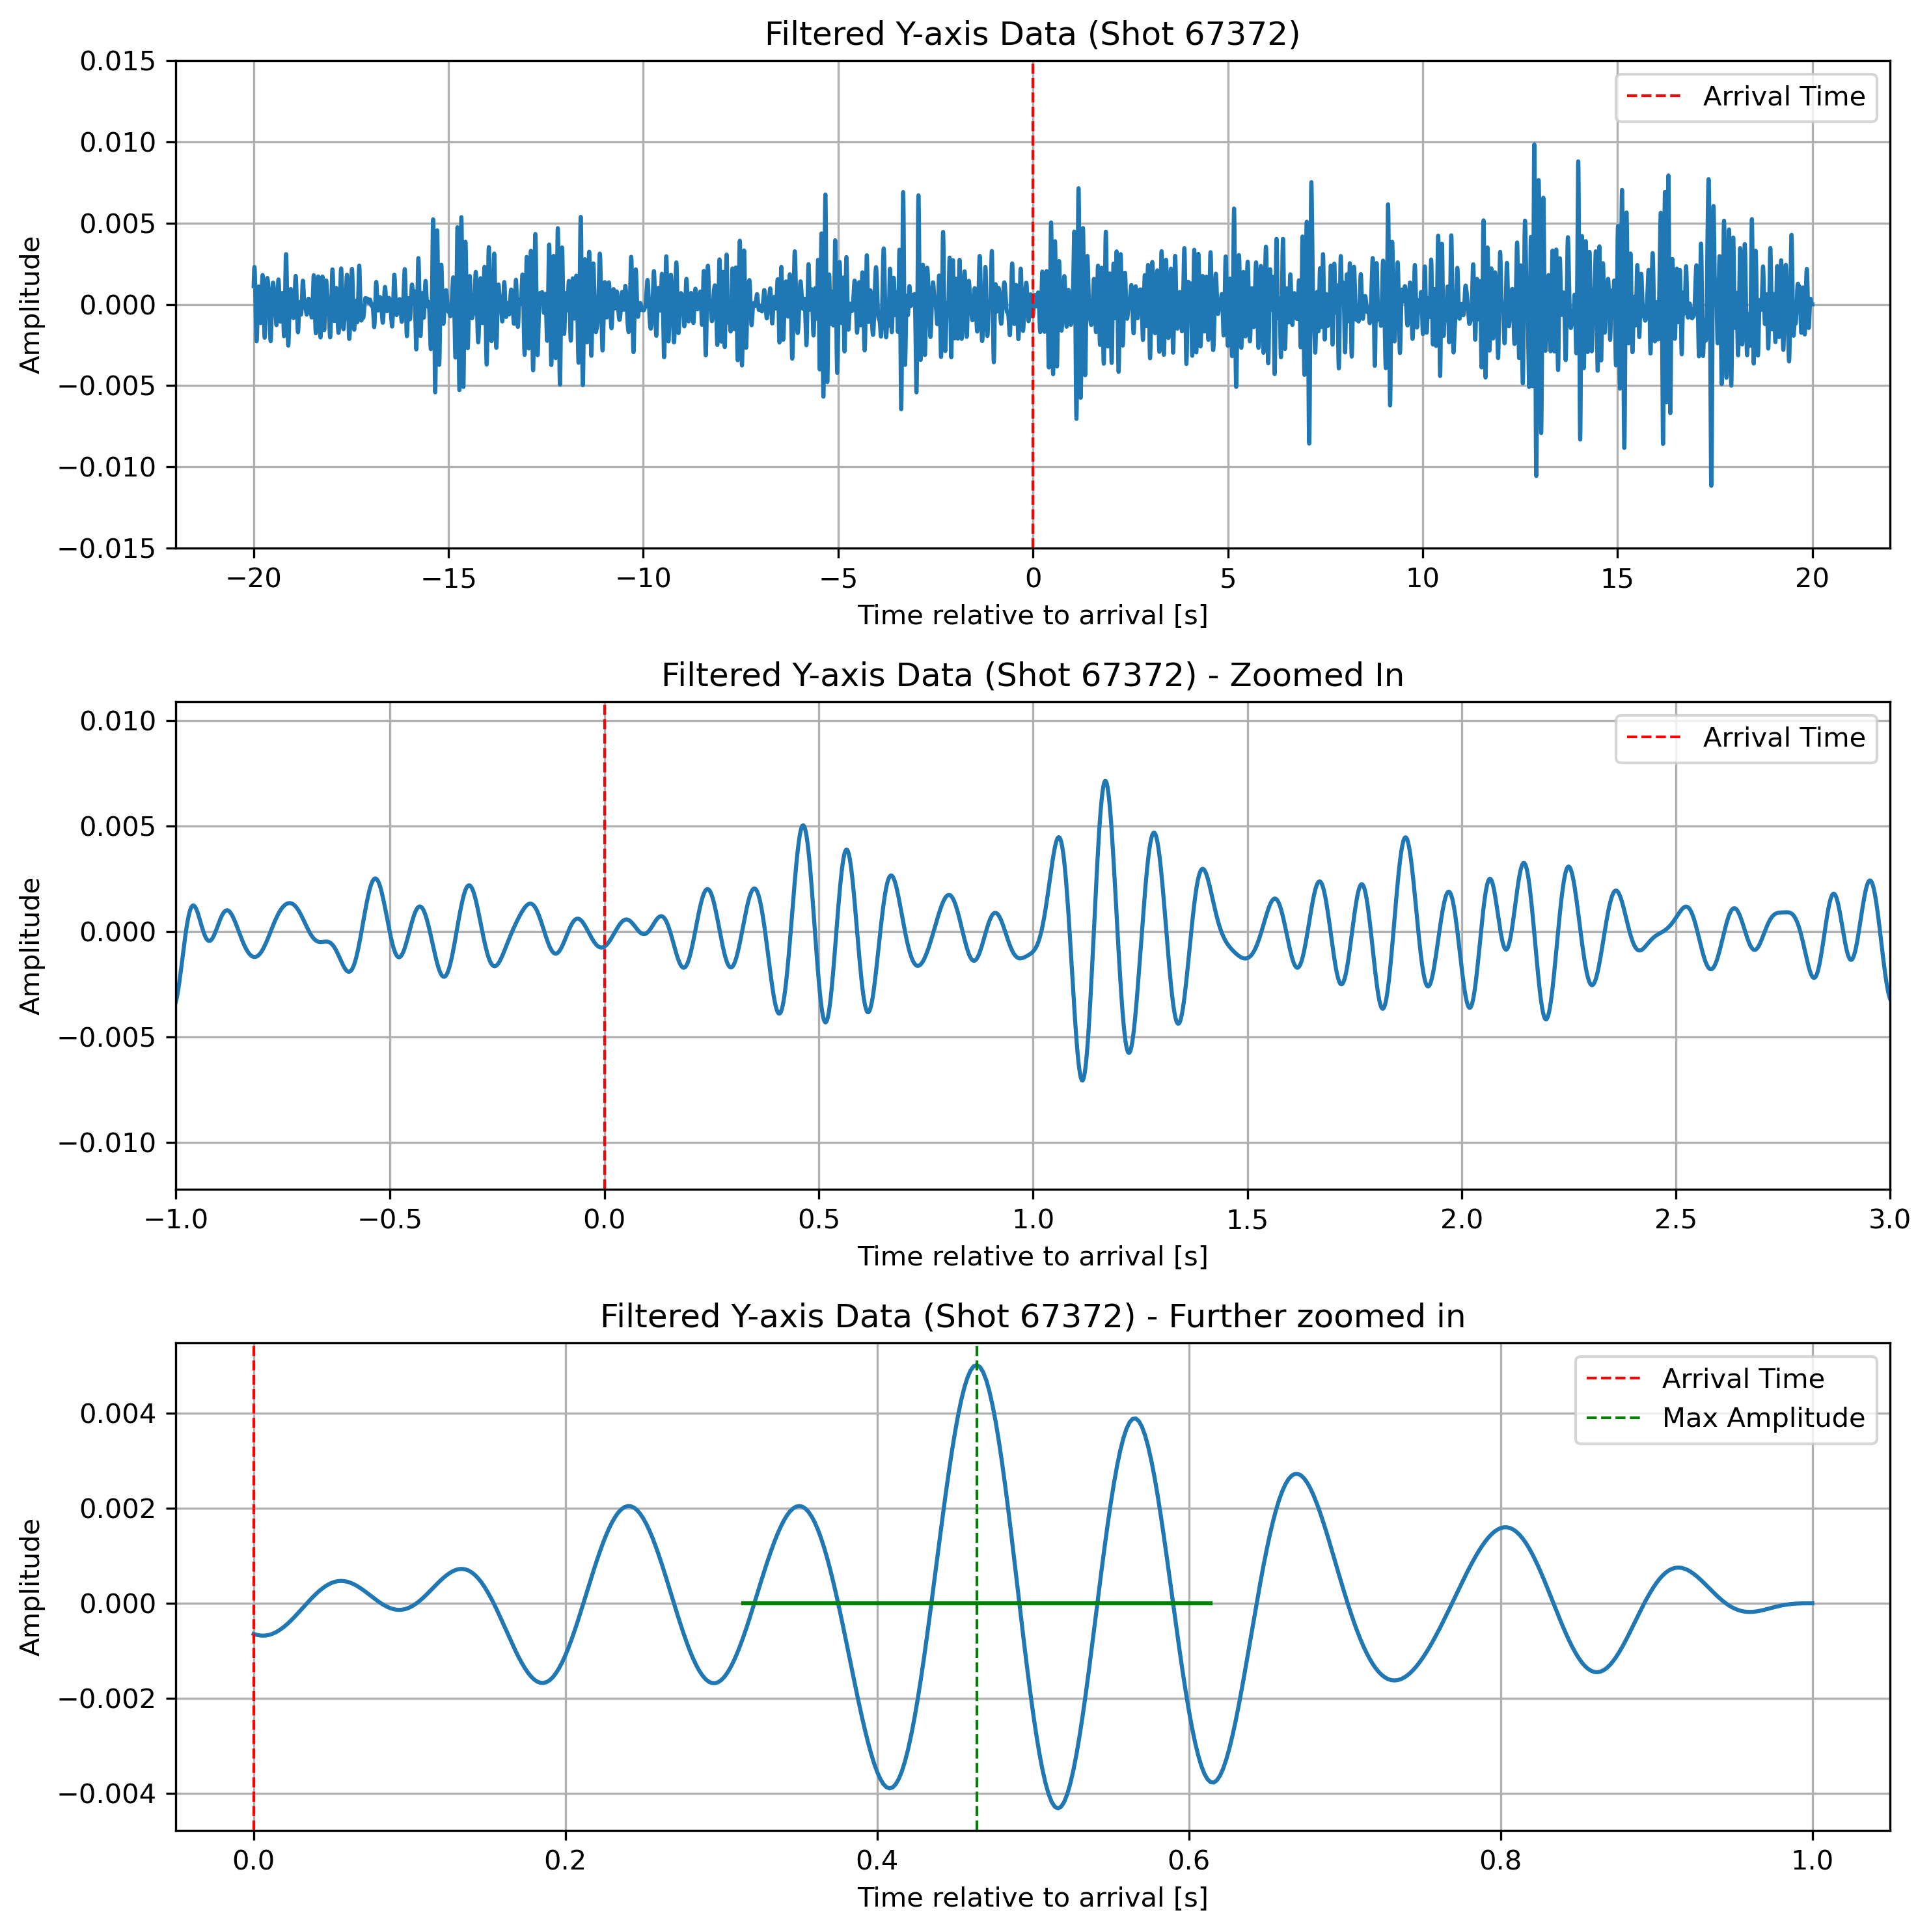 Filtered Y-axis Data (Shot 67372)
0.015
0.010
0.005
0.000
−0.005
−0.010
−0.015
Amplitude
Arrival Time
−20 −15 −10 −5 0 5 10 15 20
Time relative to arrival [s]
Filtered Y-axis Data (Shot 67372) - Zoomed In
0.010
0.005
0.000
−0.005
−0.010
Amplitude
Arrival Time
−1.0 −0.5 0.0 0.5 1.0 1.5 2.0 2.5 3.0
Time relative to arrival [s]
Filtered Y-axis Data (Shot 67372) - Further zoomed in
0.004
0.002
0.000
−0.002
−0.004
Amplitude
Arrival Time
Max Amplitude
0.0 0.2 0.4 0.6 0.8 1.0
Time relative to arrival [s]